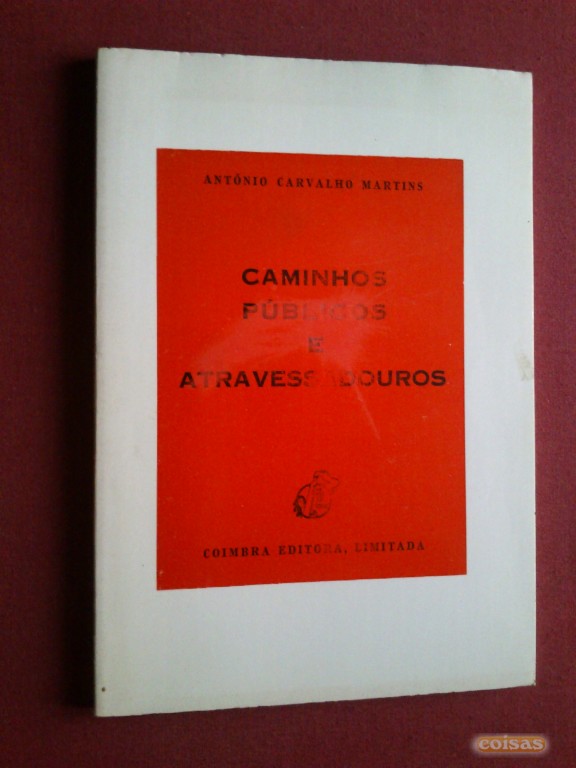 ANTÓNIO CARVALHO MARTINS
CAMINHOS
PÚBLICOS
E
ATRAVESSADOUROS
COIMBRA EDITORA, LIMITADA
coisas